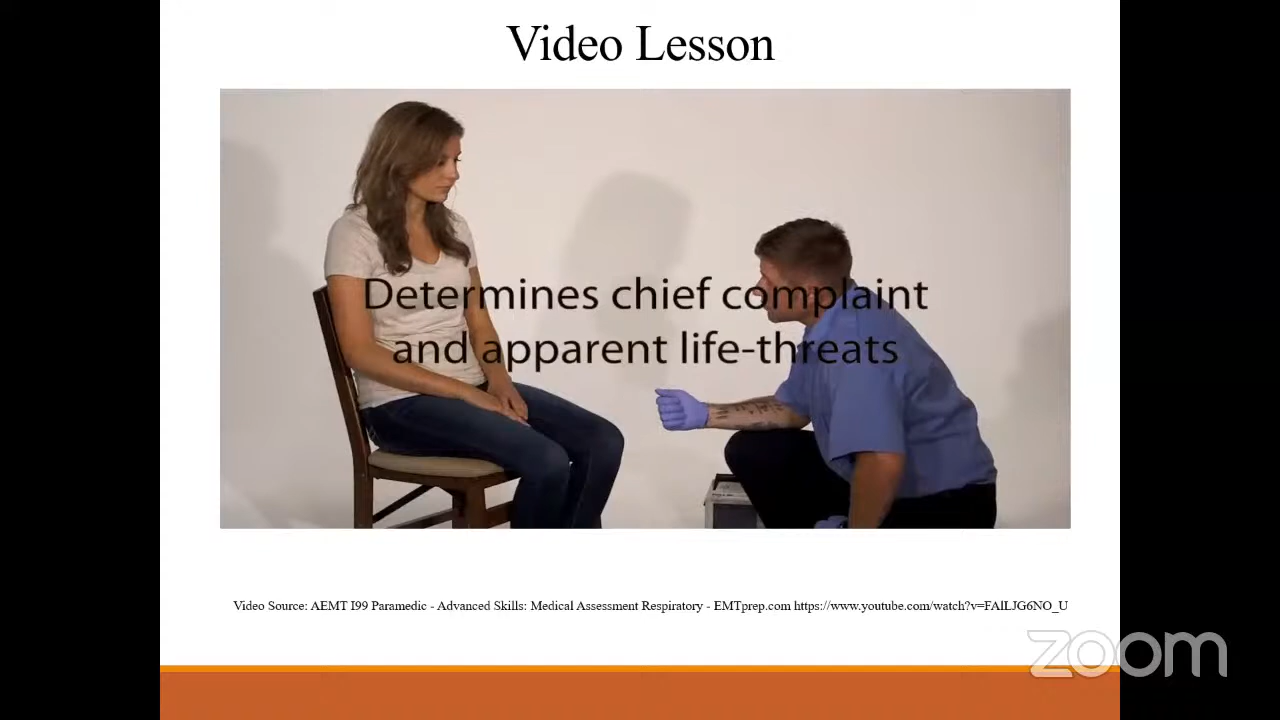 Video Lesson
Determines chief complaint
and apparent life-threats
Video Source: AEMT I99 Paramedic - Advanced Skills: Medical Assessment Respiratory - EMTprep.com https://www.youtube.com/watch?v=FAlLJG6NO_U
zoom